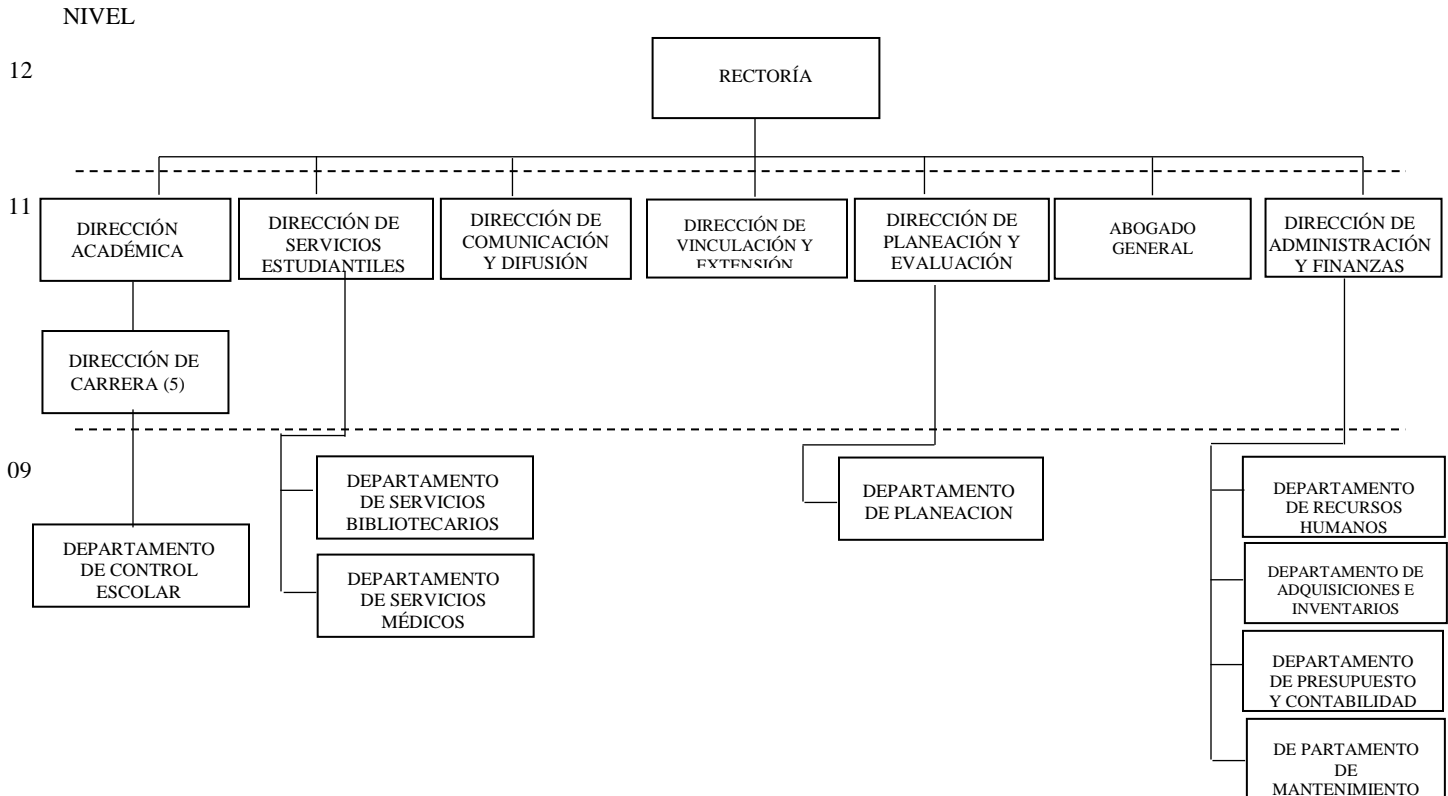 NIVEL
12
RECTORÍA
11
DIRECCIÓN
ACADÉMICA
DIRECCIÓN DE
SERVICIOS
ESTUDIANTILES
DIRECCIÓN DE
COMUNICACIÓN
Y DIFUSIÓN
DIRECCIÓN DE
VINCULACIÓN Y
EXTENSIÓN
DIRECCIÓN DE
PLANEACIÓN Y
EVALUACIÓN
ABOGADO
GENERAL
DIRECCIÓN DE
ADMINISTRACIÓN
Y FINANZAS
DIRECCIÓN DE
CARRERA (5)
09
DEPARTAMENTO
DE CONTROL
ESCOLAR
DEPARTAMENTO
DE SERVICIOS
BIBLIOTECARIOS
DEPARTAMENTO
DE SERVICIOS
MÉDICOS
DEPARTAMENTO
DE PLANEACION
DEPARTAMENTO
DE RECURSOS
HUMANOS
DEPARTAMENTO DE
ADQUISICIONES E
INVENTARIOS
DEPARTAMENTO
DE PRESUPUESTO
Y CONTABILIDAD
DE PARTAMENTO
DE
MANTENIMIENTO